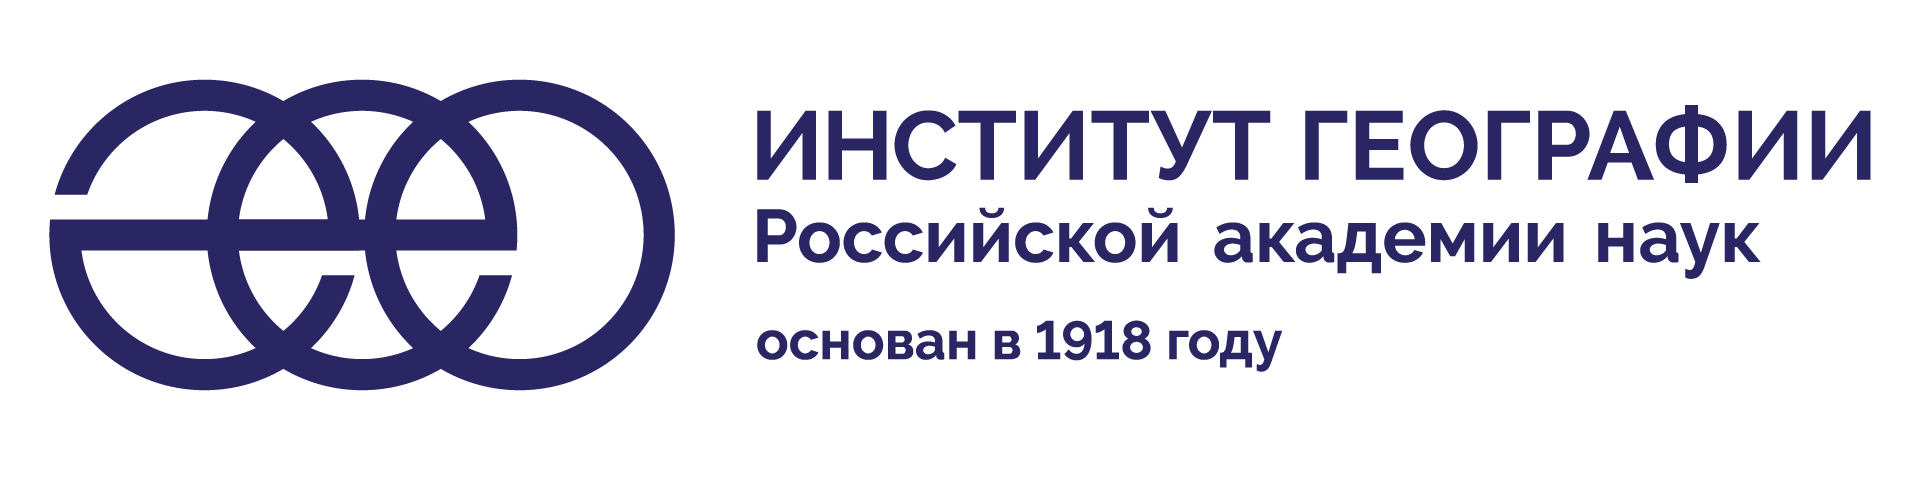 ИНСТИТУТ ГЕОГРАФИИ
Российской академии наук
основан в 1918 году